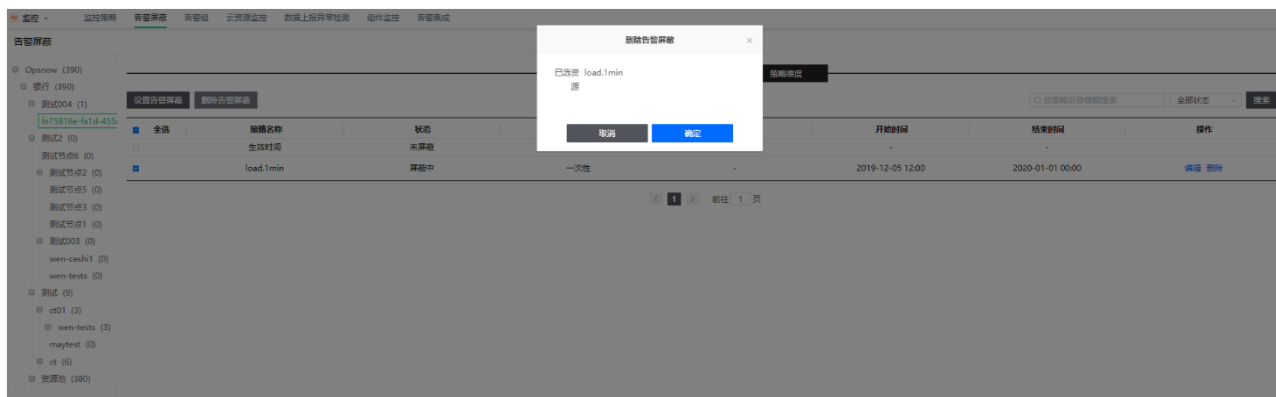 监控 监控策略 告警屏蔽 告警组 云资源监控 数据上报异常检测 组件监控 告警集成
告警屏蔽
删除告警屏蔽 ×
已选资源 load.1min
取消 确定
Opsnow (390)
银行 (390)
测试004 (1)
fe75818e-fa1d-455
测试2 (0)
测试节点6 (0)
测试节点2 (0)
测试节点5 (0)
测试节点3 (0)
测试节点1 (0)
测试003 (0)
wen-ceshi1 (0)
wen-tests (0)
测试 (9)
ct01 (3)
wen-tests (3)
maytest (0)
ct (6)
资源池 (380)
策略维度
设置告警屏蔽 删除告警屏蔽 按策略名称模糊搜索 全部状态 搜索
全选 策略名称 状态 开始时间 结束时间 操作
生效时间 未屏蔽 - -
load.1min 屏蔽中 一次性 - 2019-12-05 12:00 2020-01-01 00:00 编辑 删除
< 1 > 前往 1 页